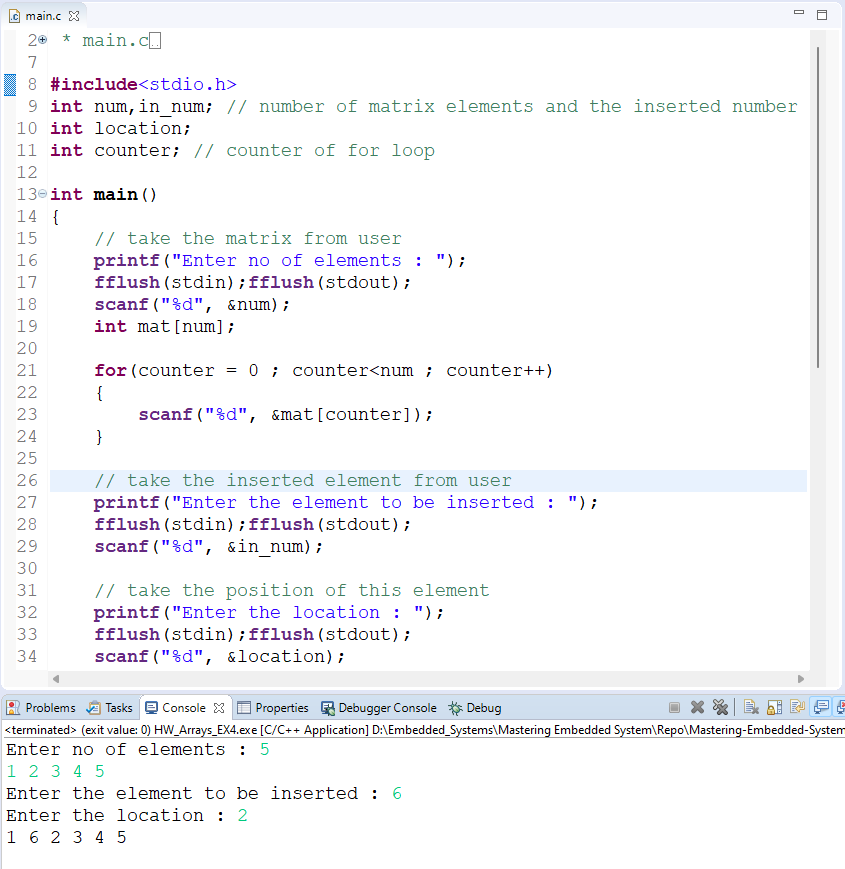 main.c
2 * main.c
7
8 #include<stdio.h>
9 int num,in_num; // number of matrix elements and the inserted number
10 int location;
11 int counter; // counter of for loop
12
13 int main()
14 {
15     // take the matrix from user
16     printf("Enter no of elements : ");
17     fflush(stdin);fflush(stdout);
18     scanf("%d", &num);
19     int mat[num];
20
21     for(counter = 0 ; counter<num ; counter++)
22     {
23         scanf("%d", &mat[counter]);
24     }
25
26     // take the inserted element from user
27     printf("Enter the element to be inserted : ");
28     fflush(stdin);fflush(stdout);
29     scanf("%d", &in_num);
30
31     // take the position of this element
32     printf("Enter the location : ");
33     fflush(stdin);fflush(stdout);
34     scanf("%d", &location);
Problems Tasks Console Properties Debugger Console Debug
<terminated> (exit value: 0) HW_Arrays_EX4.exe [C/C++ Application] D:\Embedded_Systems\Mastering Embedded System\Repo\Mastering-Embedded-System
Enter no of elements : 5
1 2 3 4 5
Enter the element to be inserted : 6
Enter the location : 2
1 6 2 3 4 5